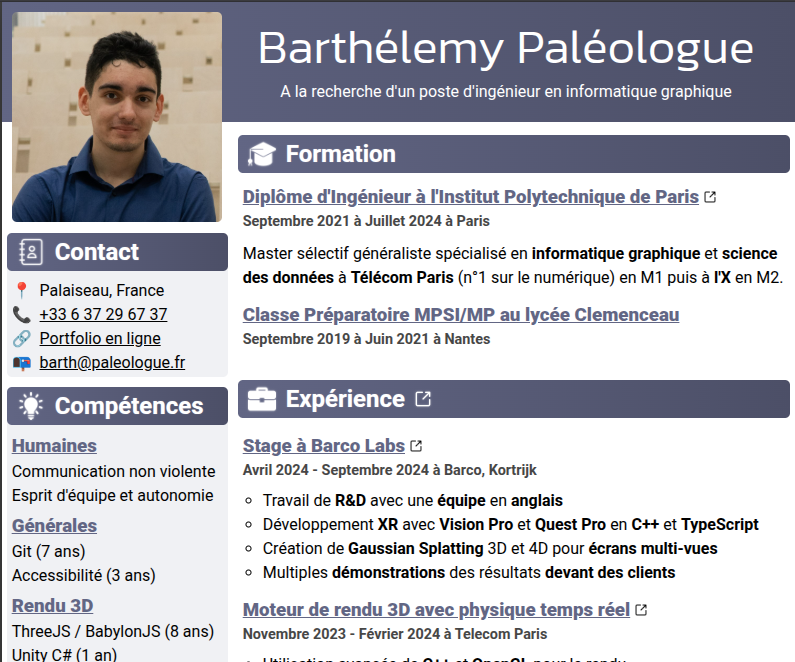 Barthélemy Paléologue
A la recherche d'un poste d'ingénieur en informatique graphique
Contact
Palaiseau, France
+33 6 37 29 67 37
Portfolio en ligne
barth@paleologue.fr
Compétences
Humaines
Communication non violente
Esprit d'équipe et autonomie
Générales
Git (7 ans)
Accessibilité (3 ans)
Rendu 3D
ThreeJS / BabylonJS (8 ans)
Unity C# (1 an)
Formation
Diplôme d'Ingénieur à l'Institut Polytechnique de Paris
Septembre 2021 à Juillet 2024 à Paris
Master sélectif généraliste spécialisé en informatique graphique et science
des données à Télécom Paris (n°1 sur le numérique) en M1 puis à l'X en M2.
Classe Préparatoire MPSI/MP au lycée Clemenceau
Septembre 2019 à Juin 2021 à Nantes
Expérience
Stage à Barco Labs
Avril 2024 - Septembre 2024 à Barco, Kortrijk
Travail de R&D avec une équipe en anglais
Développement XR avec Vision Pro et Quest Pro en C++ et TypeScript
Création de Gaussian Splatting 3D et 4D pour écrans multi-vues
Multiples démonstrations des résultats devant des clients
Moteur de rendu 3D avec physique temps réel
Novembre 2023 - Février 2024 à Telecom Paris
Utilisation avancée de C++ et OpenGL pour le rendu